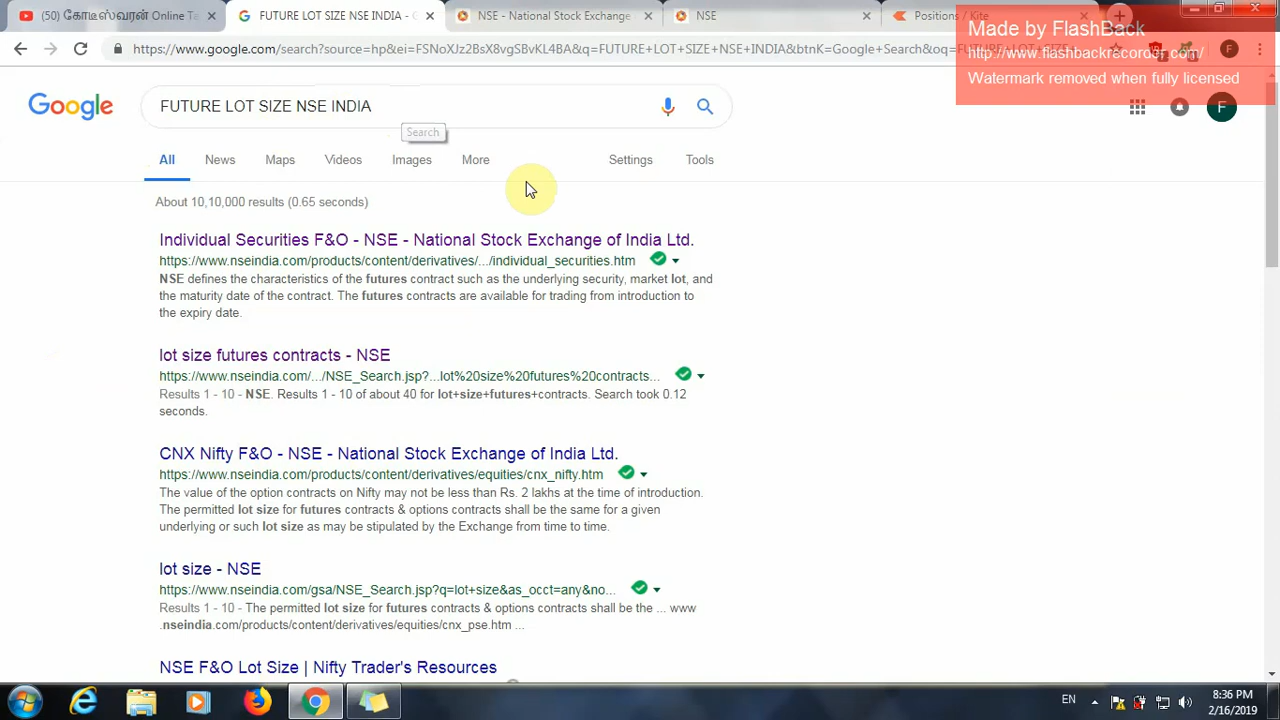 (50) கோடீஸ்வரன் Online Ta
FUTURE LOT SIZE NSE INDIA - G
NSE - National Stock Exchange
NSE
Positions / Kite
https://www.google.com/search?source=hp&ei=FSNoXJz2BsX8vgSBvKL4BA&q=FUTURE+LOT+SIZE+NSE+INDIA&btnK=Google+Search&oq=FUTURE+LOT+SIZE+
Made by FlashBack
http://www.flashbackrecorder.com/
Watermark removed when fully licensed
Google
FUTURE LOT SIZE NSE INDIA
F
Search
All News Maps Videos Images More Settings Tools
About 10,10,000 results (0.65 seconds)
Individual Securities F&O - NSE - National Stock Exchange of India Ltd.
https://www.nseindia.com/products/content/derivatives/.../individual_securities.htm
NSE defines the characteristics of the futures contract such as the underlying security, market lot, and
the maturity date of the contract. The futures contracts are available for trading from introduction to
the expiry date.
lot size futures contracts - NSE
https://www.nseindia.com/.../NSE_Search.jsp?...lot%20size%20futures%20contracts...
Results 1 - 10 - NSE. Results 1 - 10 of about 40 for lot+size+futures+contracts. Search took 0.12
seconds.
CNX Nifty F&O - NSE - National Stock Exchange of India Ltd.
https://www.nseindia.com/products/content/derivatives/equities/cnx_nifty.htm
The value of the option contracts on Nifty may not be less than Rs. 2 lakhs at the time of introduction.
The permitted lot size for futures contracts & options contracts shall be the same for a given
underlying or such lot size as may be stipulated by the Exchange from time to time.
lot size - NSE
https://www.nseindia.com/gsa/NSE_Search.jsp?q=lot+size&as_occt=any&no...
Results 1 - 10 - The permitted lot size for futures contracts & options contracts shall be the ... www
.nseindia.com/products/content/derivatives/equities/cnx_pse.htm ...
NSE F&O Lot Size | Nifty Trader's Resources
EN
8:36 PM
2/16/2019